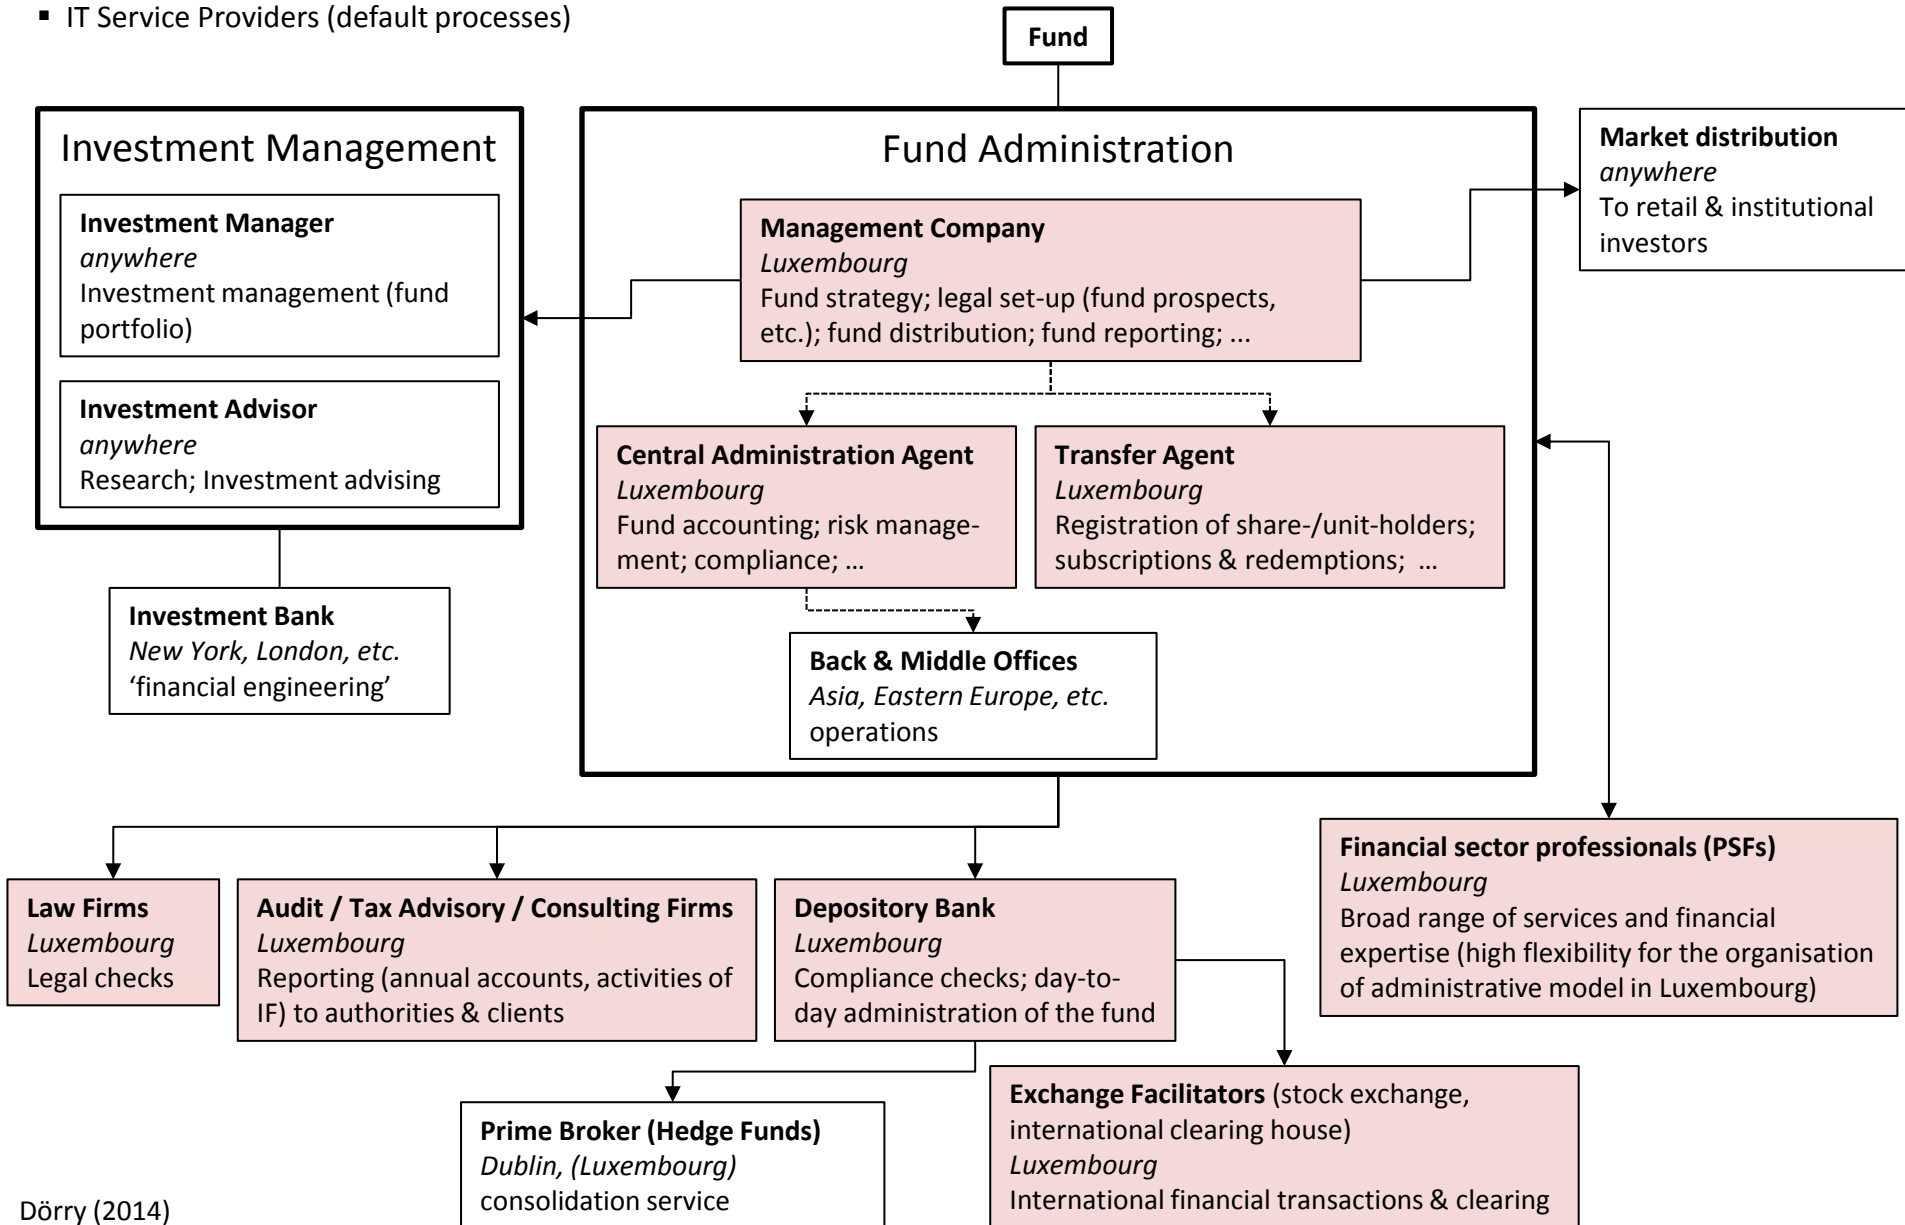 ▪ IT Service Providers (default processes)
Fund
Investment Management
Investment Manager
anywhere
Investment management (fund
portfolio)
Investment Advisor
anywhere
Research; Investment advising
Investment Bank
New York, London, etc.
‘financial engineering’
Fund Administration
Management Company
Luxembourg
Fund strategy; legal set-up (fund prospects,
etc.); fund distribution; fund reporting; ...
Central Administration Agent
Luxembourg
Fund accounting; risk manage-
ment; compliance; …
Transfer Agent
Luxembourg
Registration of share-/unit-holders;
subscriptions & redemptions; …
Back & Middle Offices
Asia, Eastern Europe, etc.
operations
Market distribution
anywhere
To retail & institutional
investors
Law Firms
Luxembourg
Legal checks
Audit / Tax Advisory / Consulting Firms
Luxembourg
Reporting (annual accounts, activities of
IF) to authorities & clients
Depository Bank
Luxembourg
Compliance checks; day-to-
day administration of the fund
Financial sector professionals (PSFs)
Luxembourg
Broad range of services and financial
expertise (high flexibility for the organisation
of administrative model in Luxembourg)
Prime Broker (Hedge Funds)
Dublin, (Luxembourg)
consolidation service
Exchange Facilitators (stock exchange,
international clearing house)
Luxembourg
International financial transactions & clearing
Dörry (2014)